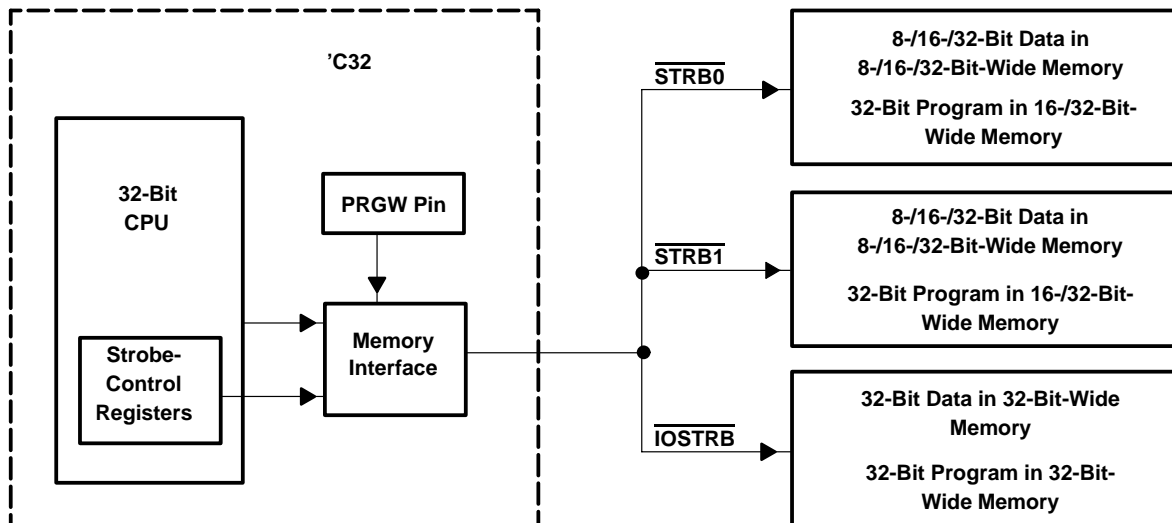 ’C32
32-Bit
CPU
PRGW Pin
Strobe-
Control
Registers
Memory
Interface
STRB0
8-/16-/32-Bit Data in
8-/16-/32-Bit-Wide Memory
32-Bit Program in 16-/32-Bit-
Wide Memory
STRB1
8-/16-/32-Bit Data in
8-/16-/32-Bit-Wide Memory
32-Bit Program in 16-/32-Bit-
Wide Memory
IOSTRB
32-Bit Data in 32-Bit-Wide
Memory
32-Bit Program in 32-Bit-
Wide Memory